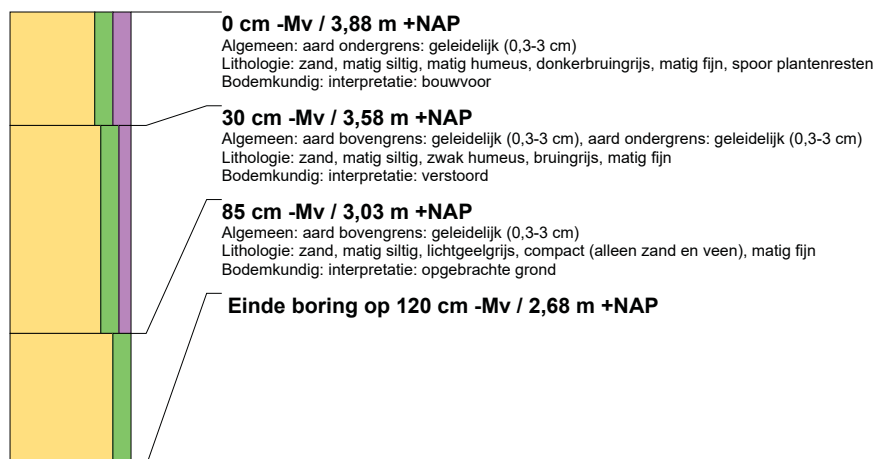 0 cm -Mv / 3,88 m +NAP
Algemeen: aard ondergrens: geleidelijk (0,3-3 cm)
Lithologie: zand, matig siltig, matig humeus, donkerbruingrijs, matig fijn, spoor plantenresten
Bodemkundig: interpretatie: bouwvoor
30 cm -Mv / 3,58 m +NAP
Algemeen: aard bovengrens: geleidelijk (0,3-3 cm), aard ondergrens: geleidelijk (0,3-3 cm)
Lithologie: zand, matig siltig, zwak humeus, bruingrijs, matig fijn
Bodemkundig: interpretatie: verstoord
85 cm -Mv / 3,03 m +NAP
Algemeen: aard bovengrens: geleidelijk (0,3-3 cm)
Lithologie: zand, matig siltig, lichtgeelgrijs, compact (alleen zand en veen), matig fijn
Bodemkundig: interpretatie: opgebrachte grond
Einde boring op 120 cm -Mv / 2,68 m +NAP